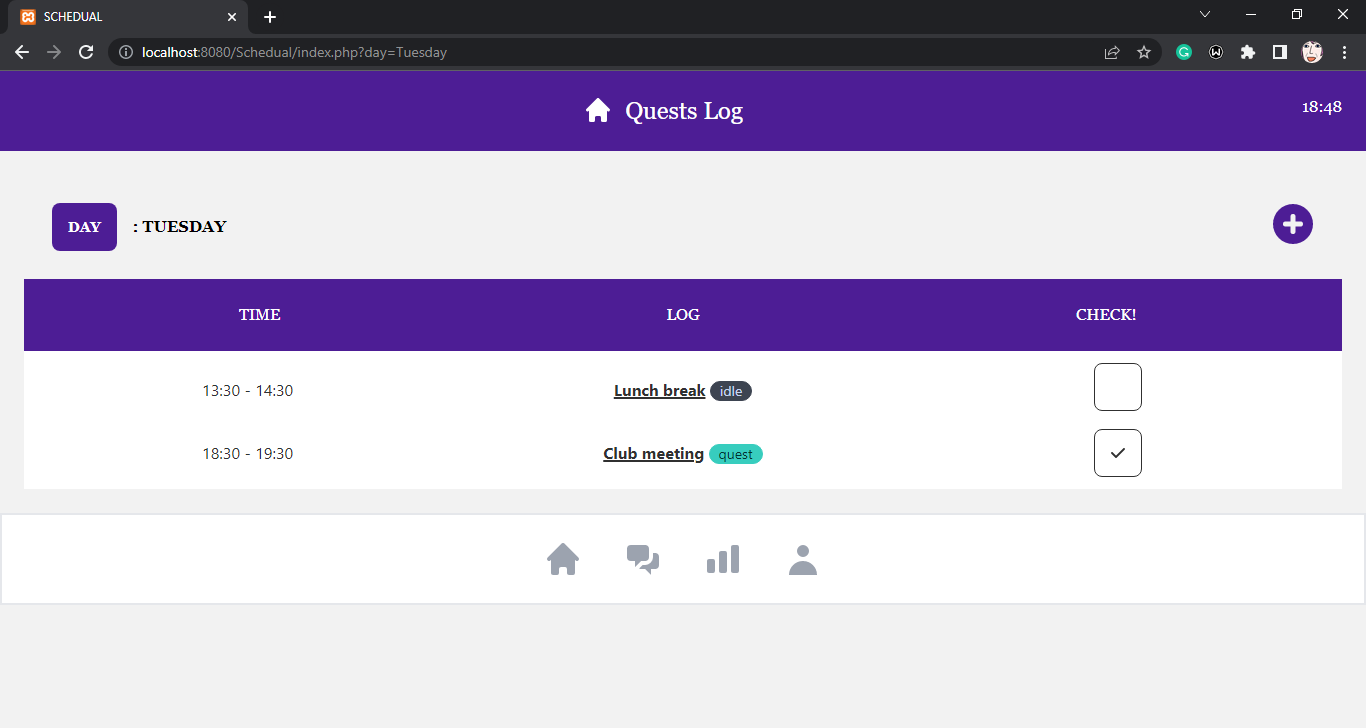 SCHEDUAL
localhost:8080/Schedual/index.php?day=Tuesday
Quests Log
18:48
DAY : TUESDAY
TIME LOG CHECK!
13:30 - 14:30 Lunch break idle
18:30 - 19:30 Club meeting quest